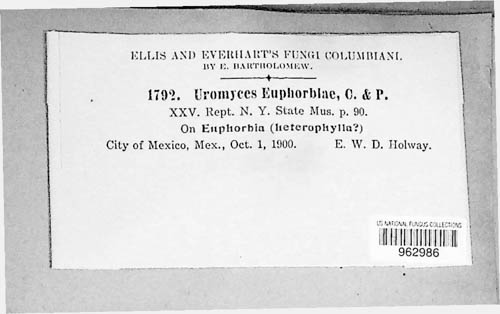 ELLIS AND EVERHART'S FUNGI COLUMBIANI.
BY E. BARTHOLOMEW.
1792. Uromyces Euphorbiae, C. & P.
XXV. Rept. N. Y. State Mus. p. 90.
On Euphorbia (heterophylla?)
City of Mexico, Mex., Oct. 1, 1900. E. W. D. Holway.
US NATIONAL FUNGUS COLLECTIONS
962986